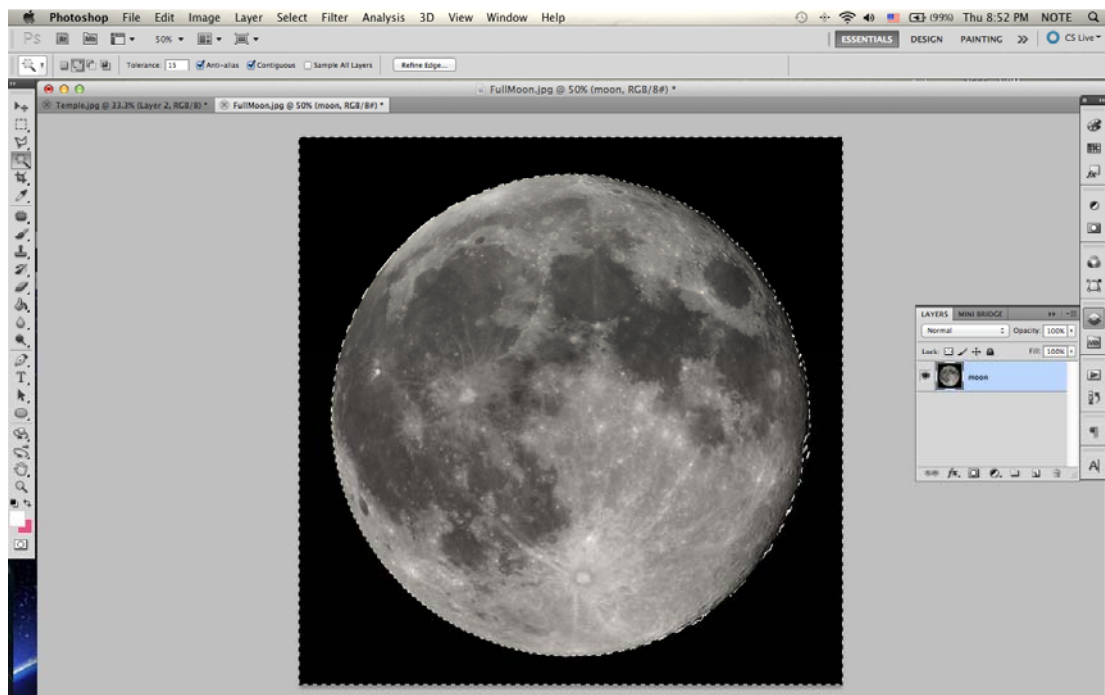 Photoshop File Edit Image Layer Select Filter Analysis 3D View Window Help (99%) Thu 8:52 PM NOTE
Ps Br Mb 50% ESSENTIALS DESIGN PAINTING >> CS Live
Tolerance: 15 Anti-alias Contiguous Sample All Layers Refine Edge...
FullMoon.jpg @ 50% (moon, RGB/8#) *
Temple.jpg @ 33.3% (Layer 2, RGB/8) * FullMoon.jpg @ 50% (moon, RGB/8#) *
LAYERS MINI BRIDGE
Normal Opacity: 100%
Lock: Fill: 100%
moon